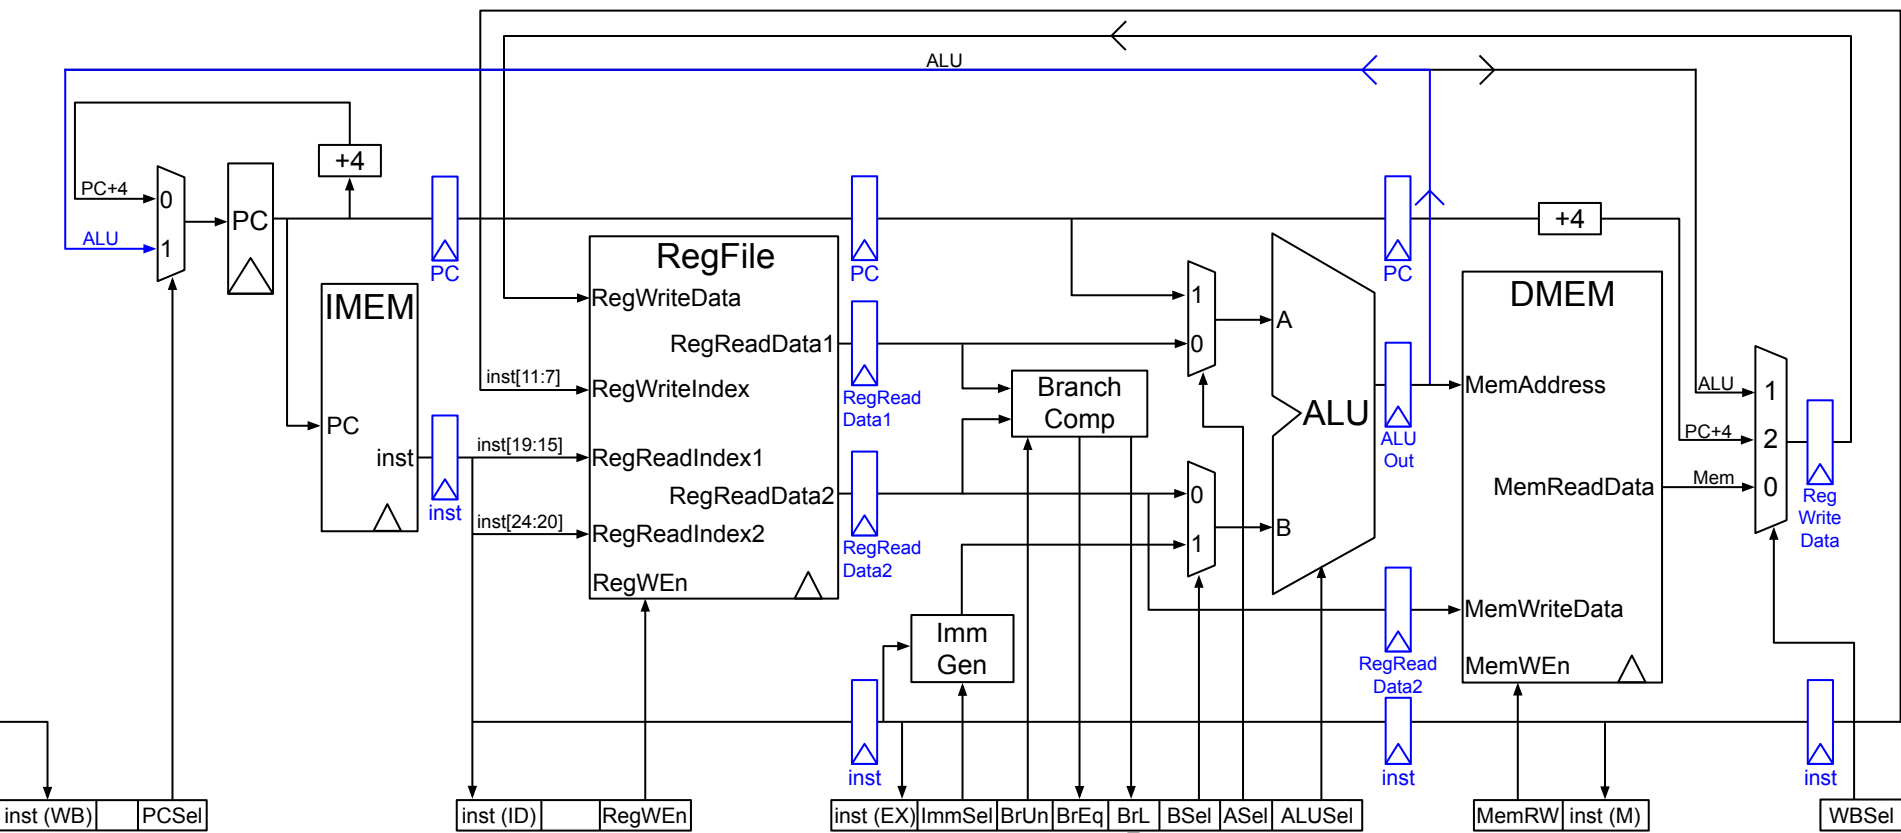 ALU
+4
PC+4
0
PC
ALU
1
PC
IMEM
PC
inst
inst
RegFile
RegWriteData
RegReadData1
inst[11:7]
RegWriteIndex
inst[19:15]
RegReadIndex1
RegReadData2
inst[24:20]
RegReadIndex2
RegWEn
PC
RegRead
Data1
RegRead
Data2
Branch
Comp
Imm
Gen
inst
1
0
0
1
A
B
ALU
PC
ALU
Out
RegRead
Data2
inst
+4
DMEM
MemAddress
MemReadData
MemWriteData
MemWEn
ALU
1
PC+4
2
Mem
0
Reg
Write
Data
inst
inst (WB)
PCSel
inst (ID)
RegWEn
inst (EX)
ImmSel
BrUn
BrEq
BrL
BSel
ASel
ALUSel
MemRW
inst (M)
WBSel